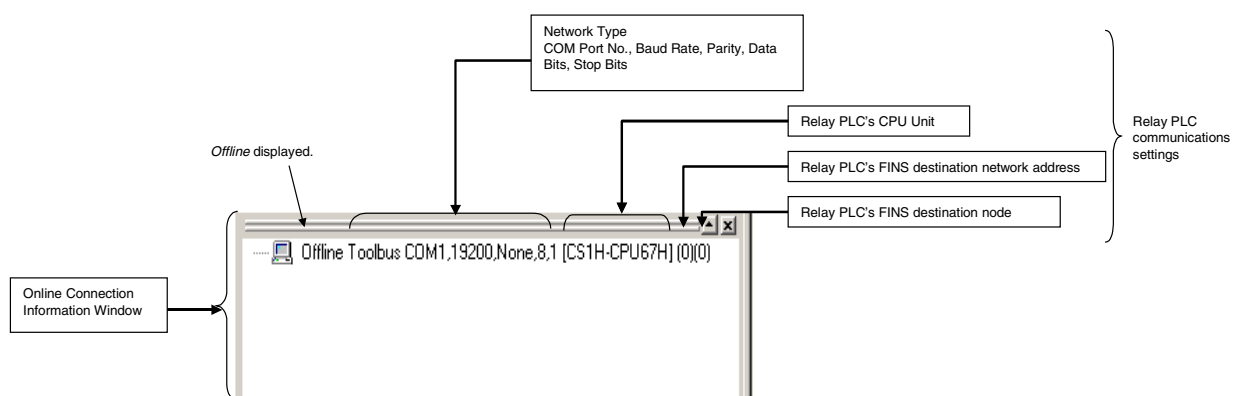 Network Type
COM Port No., Baud Rate, Parity, Data
Bits, Stop Bits
Relay PLC's CPU Unit
Relay PLC
communications
settings
Offline displayed.
Relay PLC's FINS destination network address
Relay PLC's FINS destination node
Offline Toolbus COM1,19200,None,8,1 [CS1H-CPU67H] (0)(0)
Online Connection
Information Window